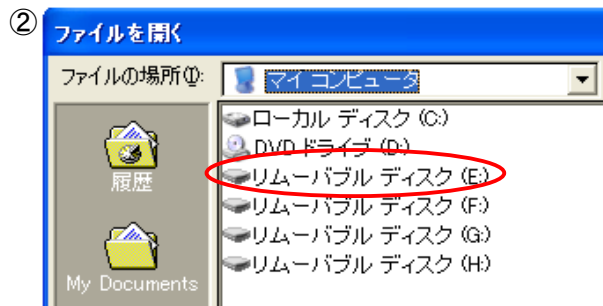 ②
ファイルを開く
ファイルの場所(I):
マイ コンピュータ
ローカル ディスク (C:)
DVD ドライブ (D:)
リムーバブル ディスク (E:)
リムーバブル ディスク (F:)
リムーバブル ディスク (G:)
リムーバブル ディスク (H:)
履歴
My Documents